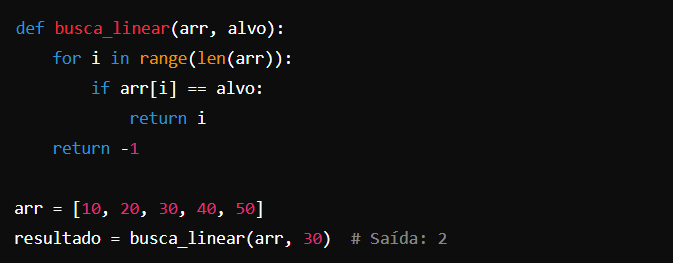 def busca_linear(arr, alvo):
    for i in range(len(arr)):
        if arr[i] == alvo:
            return i
    return -1

arr = [10, 20, 30, 40, 50]
resultado = busca_linear(arr, 30)  # Saída: 2